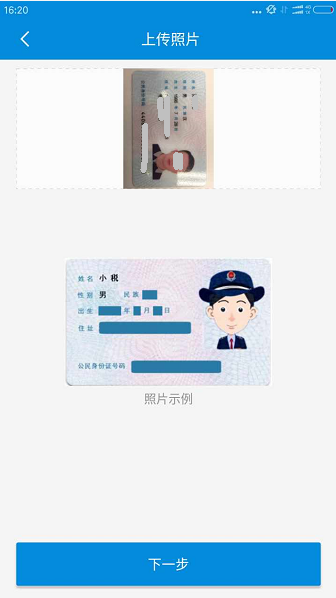 16:20
4G
上传照片
姓名 小税
性别 男 民族
出生 年 月 日
住址
公民身份证号码
照片示例
下一步